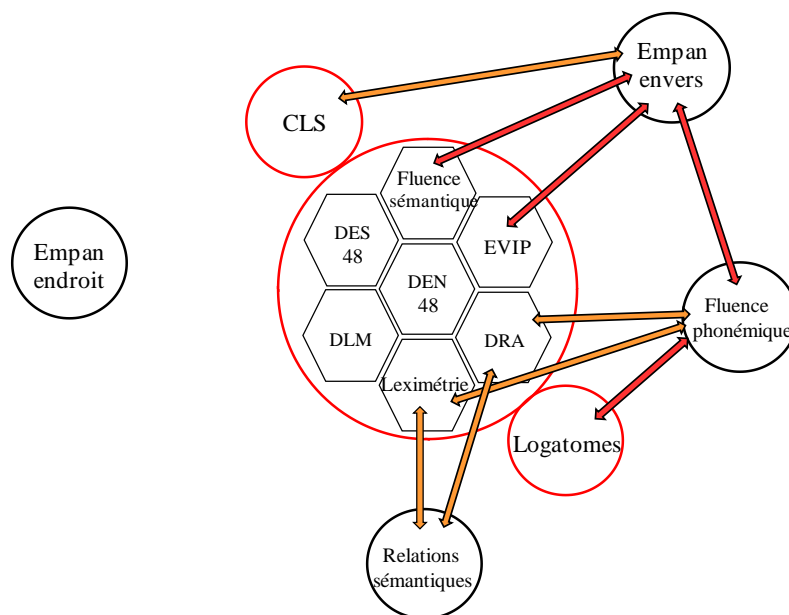 Empan
envers
CLS
Fluence
sémantique
DES
48
EVIP
Empan
endroit
DEN
48
Fluence
phonémique
DLM
DRA
Leximétrie
Logatomes
Relations
sémantiques